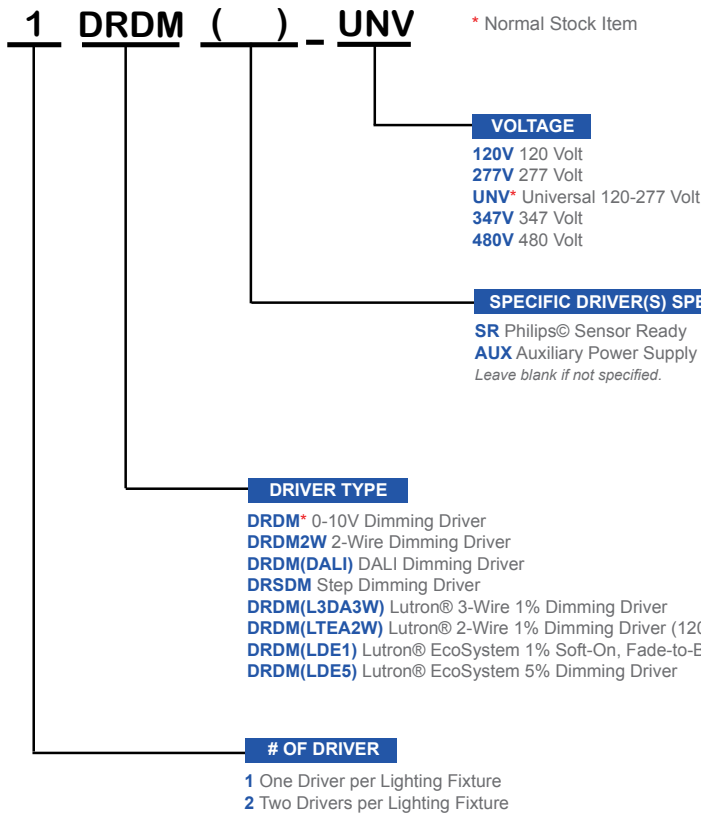 1 DRDM ( ) - UNV
* Normal Stock Item
VOLTAGE
120V 120 Volt
277V 277 Volt
UNV* Universal 120-277 Volt
347V 347 Volt
480V 480 Volt
SPECIFIC DRIVER(S)
SR Philips© Sensor Ready
AUX Auxiliary Power Supply
Leave blank if not specified.
DRIVER TYPE
DRDM* 0-10V Dimming Driver
DRDM2W 2-Wire Dimming Driver
DRDM(DALI) DALI Dimming Driver
DRSDM Step Dimming Driver
DRDM(L3DA3W) Lutron® 3-Wire 1% Dimming Driver
DRDM(LTEA2W) Lutron® 2-Wire 1% Dimming Driver
DRDM(LDE1) Lutron® EcoSystem 1% Soft-On,
DRDM(LDE5) Lutron® EcoSystem 5% Dimming Driver
# OF DRIVER
1 One Driver per Lighting Fixture
2 Two Drivers per Lighting Fixture